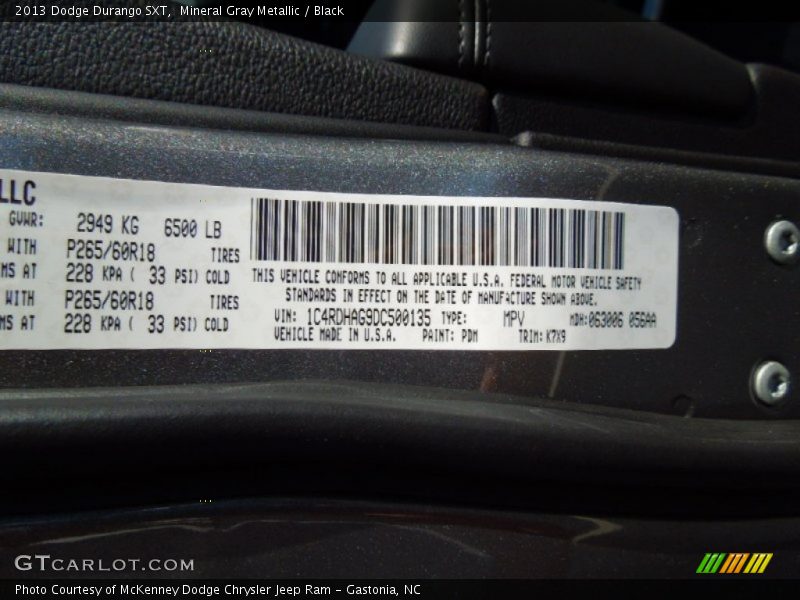 2013 Dodge Durango SXT,  Mineral Gray Metallic / Black
LLC
GVWR: 2949 KG 6500 LB
WITH P265/60R18 TIRES
MS AT 228 KPA ( 33 PSI) COLD
WITH P265/60R18 TIRES
MS AT 228 KPA ( 33 PSI) COLD
THIS VEHICLE CONFORMS TO ALL APPLICABLE U.S.A. FEDERAL MOTOR VEHICLE SAFETY
STANDARDS IN EFFECT ON THE DATE OF MANUFACTURE SHOWN ABOVE.
VIN: 1C4RDHAG9DC500135 TYPE: MPV MDH:063006 056AA
VEHICLE MADE IN U.S.A. PAINT: PDM TRIM: K7X9
GTCARLOT.COM
Photo Courtesy of McKenney Dodge Chrysler Jeep Ram - Gastonia, NC